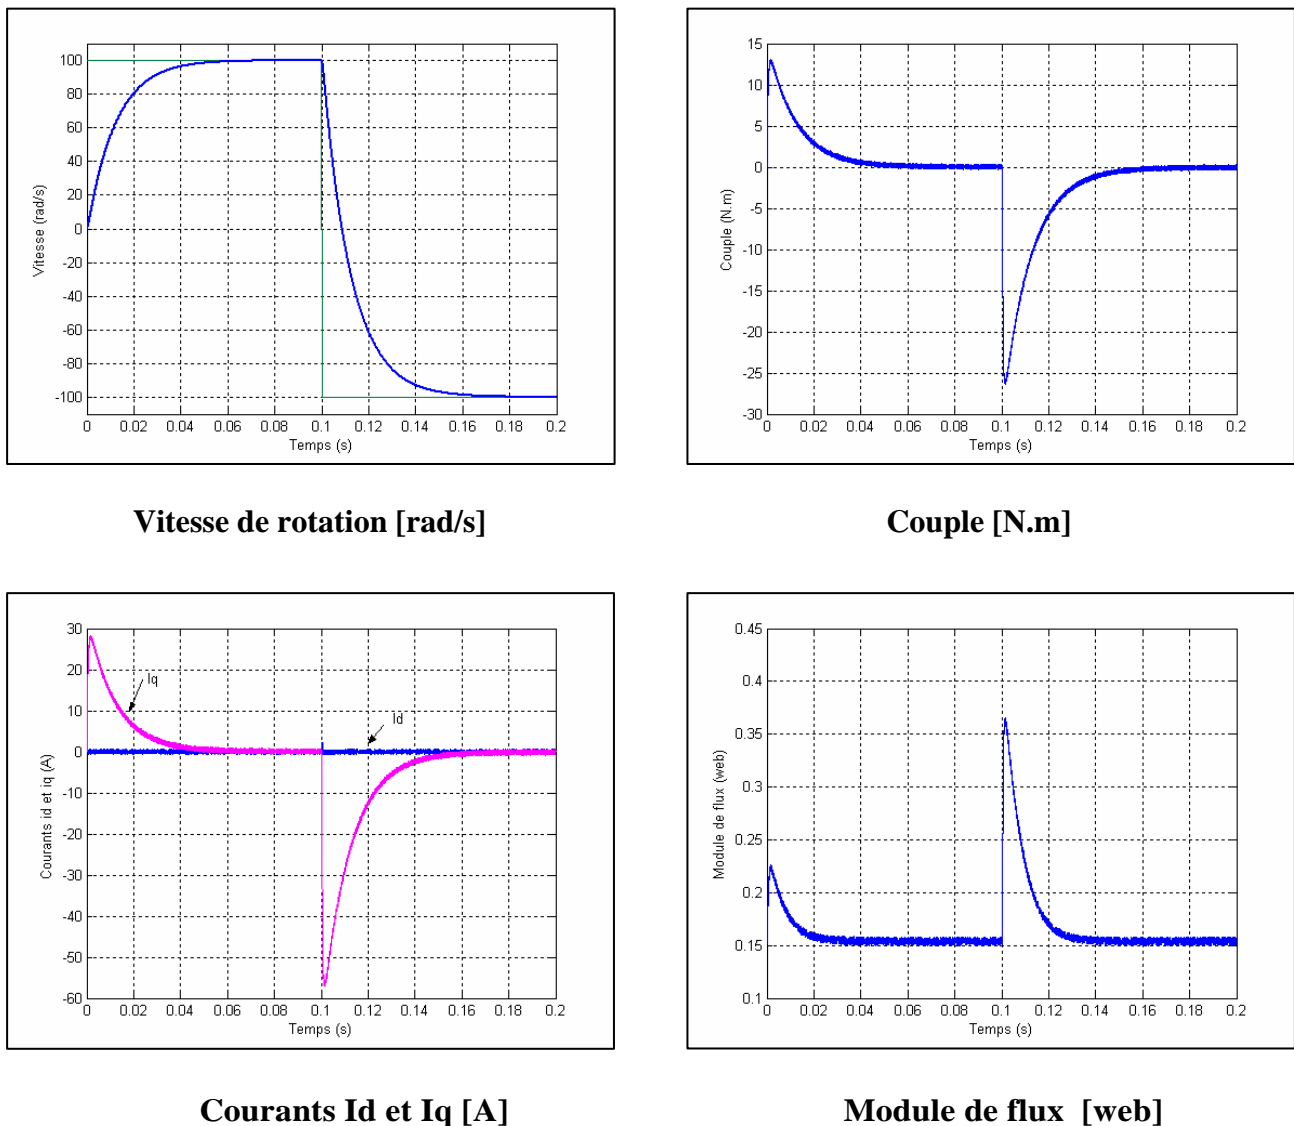 100
80
60
40
20
0
-20
-40
-60
-80
-100
Vitesse (rad/s)
0 0.02 0.04 0.06 0.08 0.1 0.12 0.14 0.16 0.18 0.2
Temps (s)
15
10
5
0
-5
-10
-15
-20
-25
-30
Couple (N.m)
0 0.02 0.04 0.06 0.08 0.1 0.12 0.14 0.16 0.18 0.2
Temps (s)
Vitesse de rotation [rad/s]
Couple [N.m]
30
20
10
0
-10
-20
-30
-40
-50
-60
Courants id et iq (A)
Iq
Id
0 0.02 0.04 0.06 0.08 0.1 0.12 0.14 0.16 0.18 0.2
Temps (s)
0.45
0.4
0.35
0.3
0.25
0.2
0.15
0.1
Module de flux (web)
0 0.02 0.04 0.06 0.08 0.1 0.12 0.14 0.16 0.18 0.2
Temps (s)
Courants Id et Iq [A]
Module de flux [web]